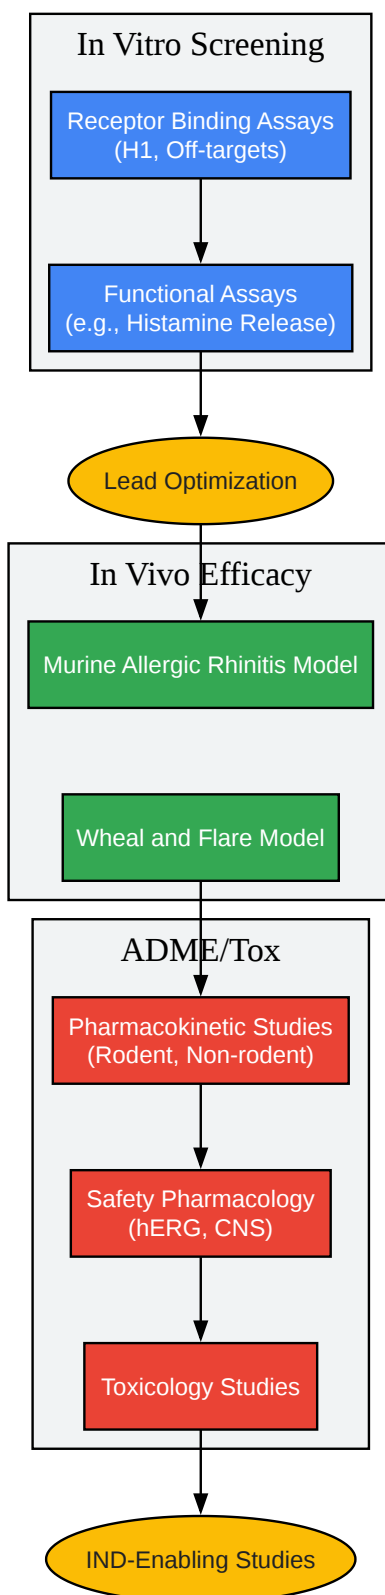 In Vitro Screening
Receptor Binding Assays
(H1, Off-targets)
Functional Assays
(e.g., Histamine Release)
Lead Optimization
In Vivo Efficacy
Murine Allergic Rhinitis Model
Wheal and Flare Model
ADME/Tox
Pharmacokinetic Studies
(Rodent, Non-rodent)
Safety Pharmacology
(hERG, CNS)
Toxicology Studies
IND-Enabling Studies